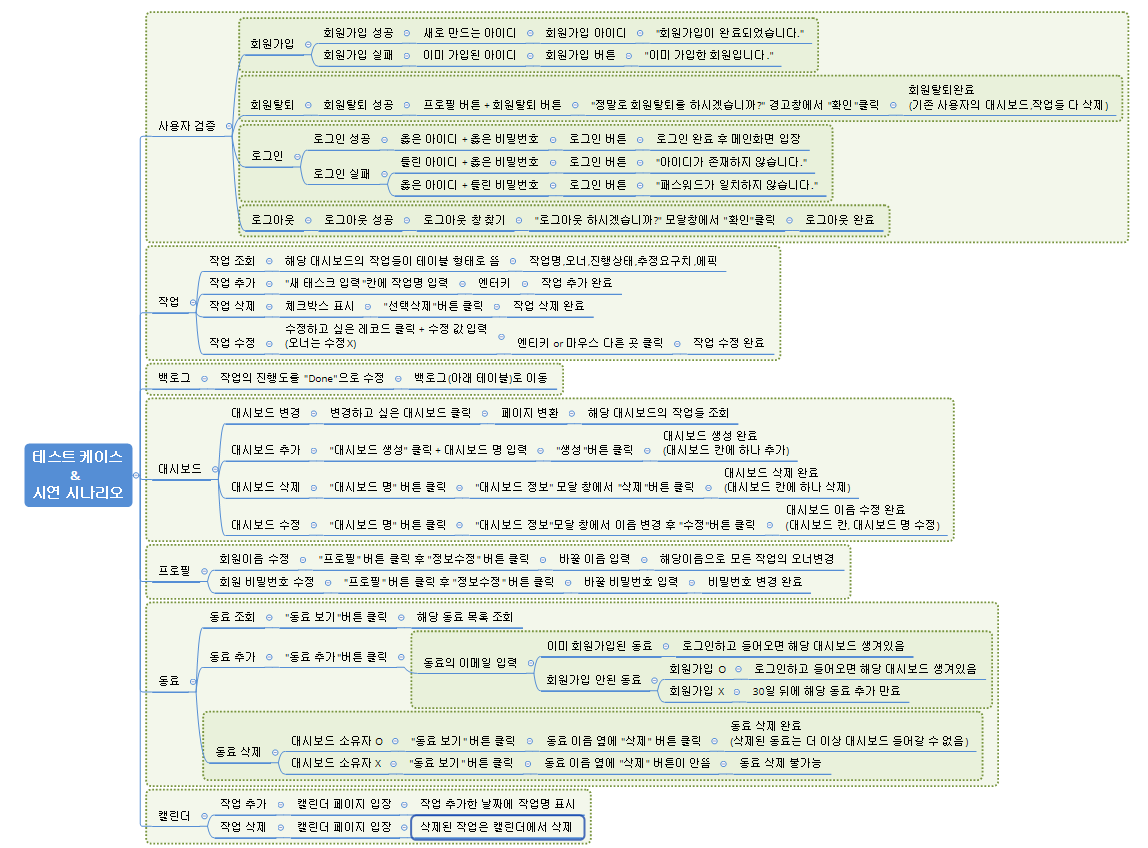 테스트 케이스
&
시연 시나리오
사용자 검증
회원가입
회원가입 성공 새로 만드는 아이디 회원가입 아이디 "회원가입이 완료되었습니다."
회원가입 실패 이미 가입된 아이디 회원가입 버튼 "이미 가입한 회원입니다."
회원탈퇴 회원탈퇴 성공 프로필 버튼 + 회원탈퇴 버튼 "정말로 회원탈퇴를 하시겠습니까?" 경고창에서 "확인"클릭
회원탈퇴완료
(기존 사용자의 대시보드,작업들 다 삭제)
로그인
로그인 성공 옳은 아이디 + 옳은 비밀번호 로그인 버튼 로그인 완료 후 메인화면 입장
로그인 실패
틀린 아이디 + 옳은 비밀번호 로그인 버튼 "아이디가 존재하지 않습니다."
옳은 아이디 + 틀린 비밀번호 로그인 버튼 "패스워드가 일치하지 않습니다."
로그아웃 로그아웃 성공 로그아웃 창 찾기 "로그아웃 하시겠습니까?" 모달창에서 "확인"클릭 로그아웃 완료
작업
작업 조회 해당 대시보드의 작업들이 테이블 형태로 뜸 작업명,오너,진행상태,추정요구치,에픽
작업 추가 "새 태스크 입력"칸에 작업명 입력 엔터키 작업 추가 완료
작업 삭제 체크박스 표시 "선택삭제"버튼 클릭 작업 삭제 완료
작업 수정
수정하고 싶은 레코드 클릭 + 수정 값 입력
(오너는 수정X)
엔티키 or 마우스 다른 곳 클릭 작업 수정 완료
백로그 작업의 진행도를 "Done"으로 수정 백로그(아래 테이블)로 이동
대시보드
대시보드 변경 변경하고 싶은 대시보드 클릭 페이지 변환 해당 대시보드의 작업들 조회
대시보드 추가 "대시보드 생성" 클릭 + 대시보드 명 입력 "생성"버튼 클릭
대시보드 생성 완료
(대시보드 칸에 하나 추가)
대시보드 삭제 "대시보드 명" 버튼 클릭 "대시보드 정보" 모달 창에서 "삭제"버튼 클릭
대시보드 삭제 완료
(대시보드 칸에 하나 삭제)
대시보드 수정 "대시보드 명" 버튼 클릭 "대시보드 정보"모달 창에서 이름 변경 후 "수정"버튼 클릭
대시보드 이름 수정 완료
(대시보드 칸, 대시보드 명 수정)
프로필
회원이름 수정 "프로필" 버튼 클릭 후 "정보수정" 버튼 클릭 바꿀 이름 입력 해당이름으로 모든 작업의 오너변경
회원 비밀번호 수정 "프로필" 버튼 클릭 후 "정보수정" 버튼 클릭 바꿀 비밀번호 입력 비밀번호 변경 완료
동료
동료 조회 "동료 보기"버튼 클릭 해당 동료 목록 조회
동료 추가 "동료 추가"버튼 클릭
동료의 이메일 입력
이미 회원가입된 동료 로그인하고 들어오면 해당 대시보드 생겨있음
회원가입 안된 동료
회원가입 O 로그인하고 들어오면 해당 대시보드 생겨있음
회원가입 X 30일 뒤에 해당 동료 추가 만료
동료 삭제
대시보드 소유자 O "동료 보기" 버튼 클릭 동료 이름 옆에 "삭제" 버튼 클릭
동료 삭제 완료
(삭제된 동료는 더 이상 대시보드 들어갈 수 없음)
대시보드 소유자 X "동료 보기" 버튼 클릭 동료 이름 옆에 "삭제" 버튼이 안뜸 동료 삭제 불가능
캘린더
작업 추가 캘린더 페이지 입장 작업 추가한 날짜에 작업명 표시
작업 삭제 캘린더 페이지 입장 삭제된 작업은 캘린더에서 삭제